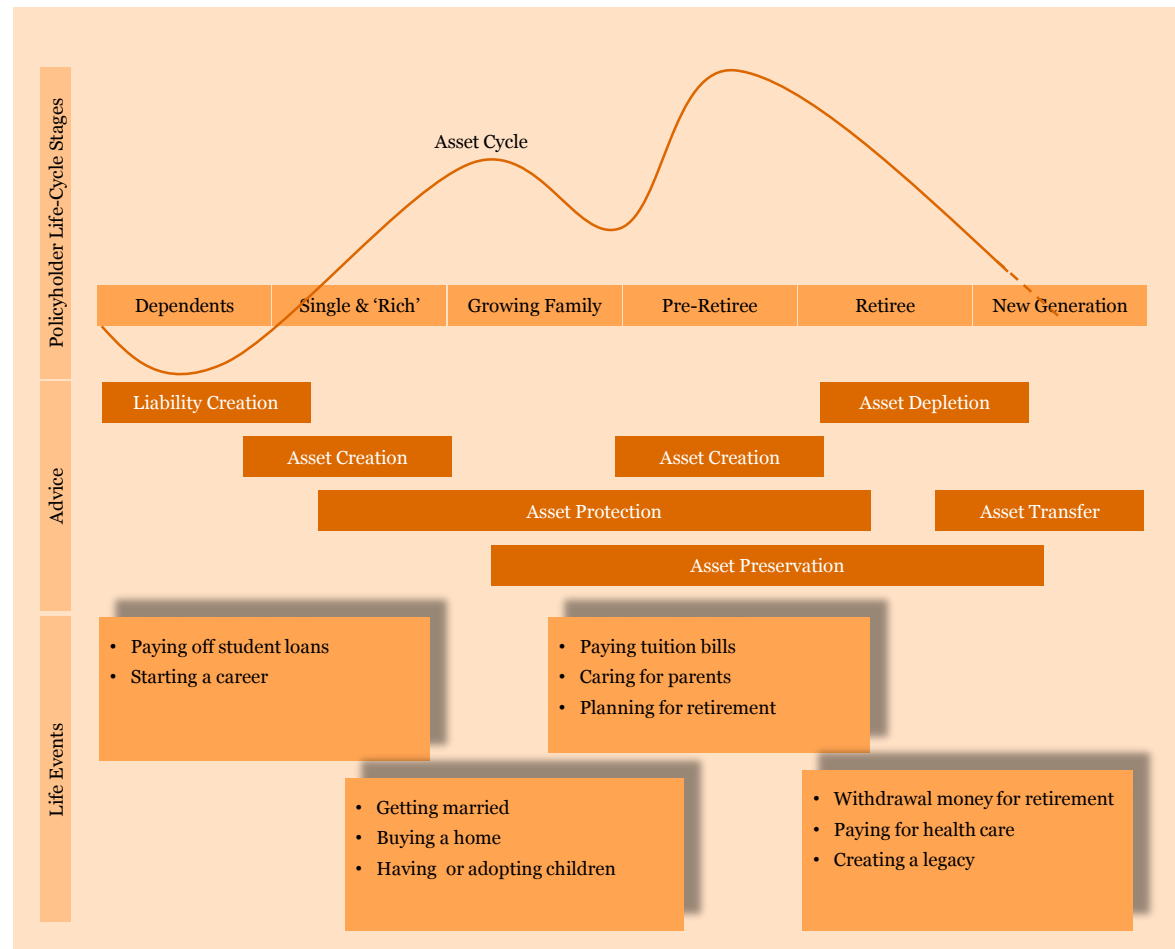 Policyholder Life-Cycle Stages
Asset Cycle
Dependents
Single & ‘Rich’
Growing Family
Pre-Retiree
Retiree
New Generation
Advice
Liability Creation
Asset Depletion
Asset Creation
Asset Creation
Asset Protection
Asset Transfer
Asset Preservation
Life Events
• Paying off student loans
• Starting a career
• Paying tuition bills
• Caring for parents
• Planning for retirement
• Getting married
• Buying a home
• Having  or adopting children
• Withdrawal money for retirement
• Paying for health care
• Creating a legacy